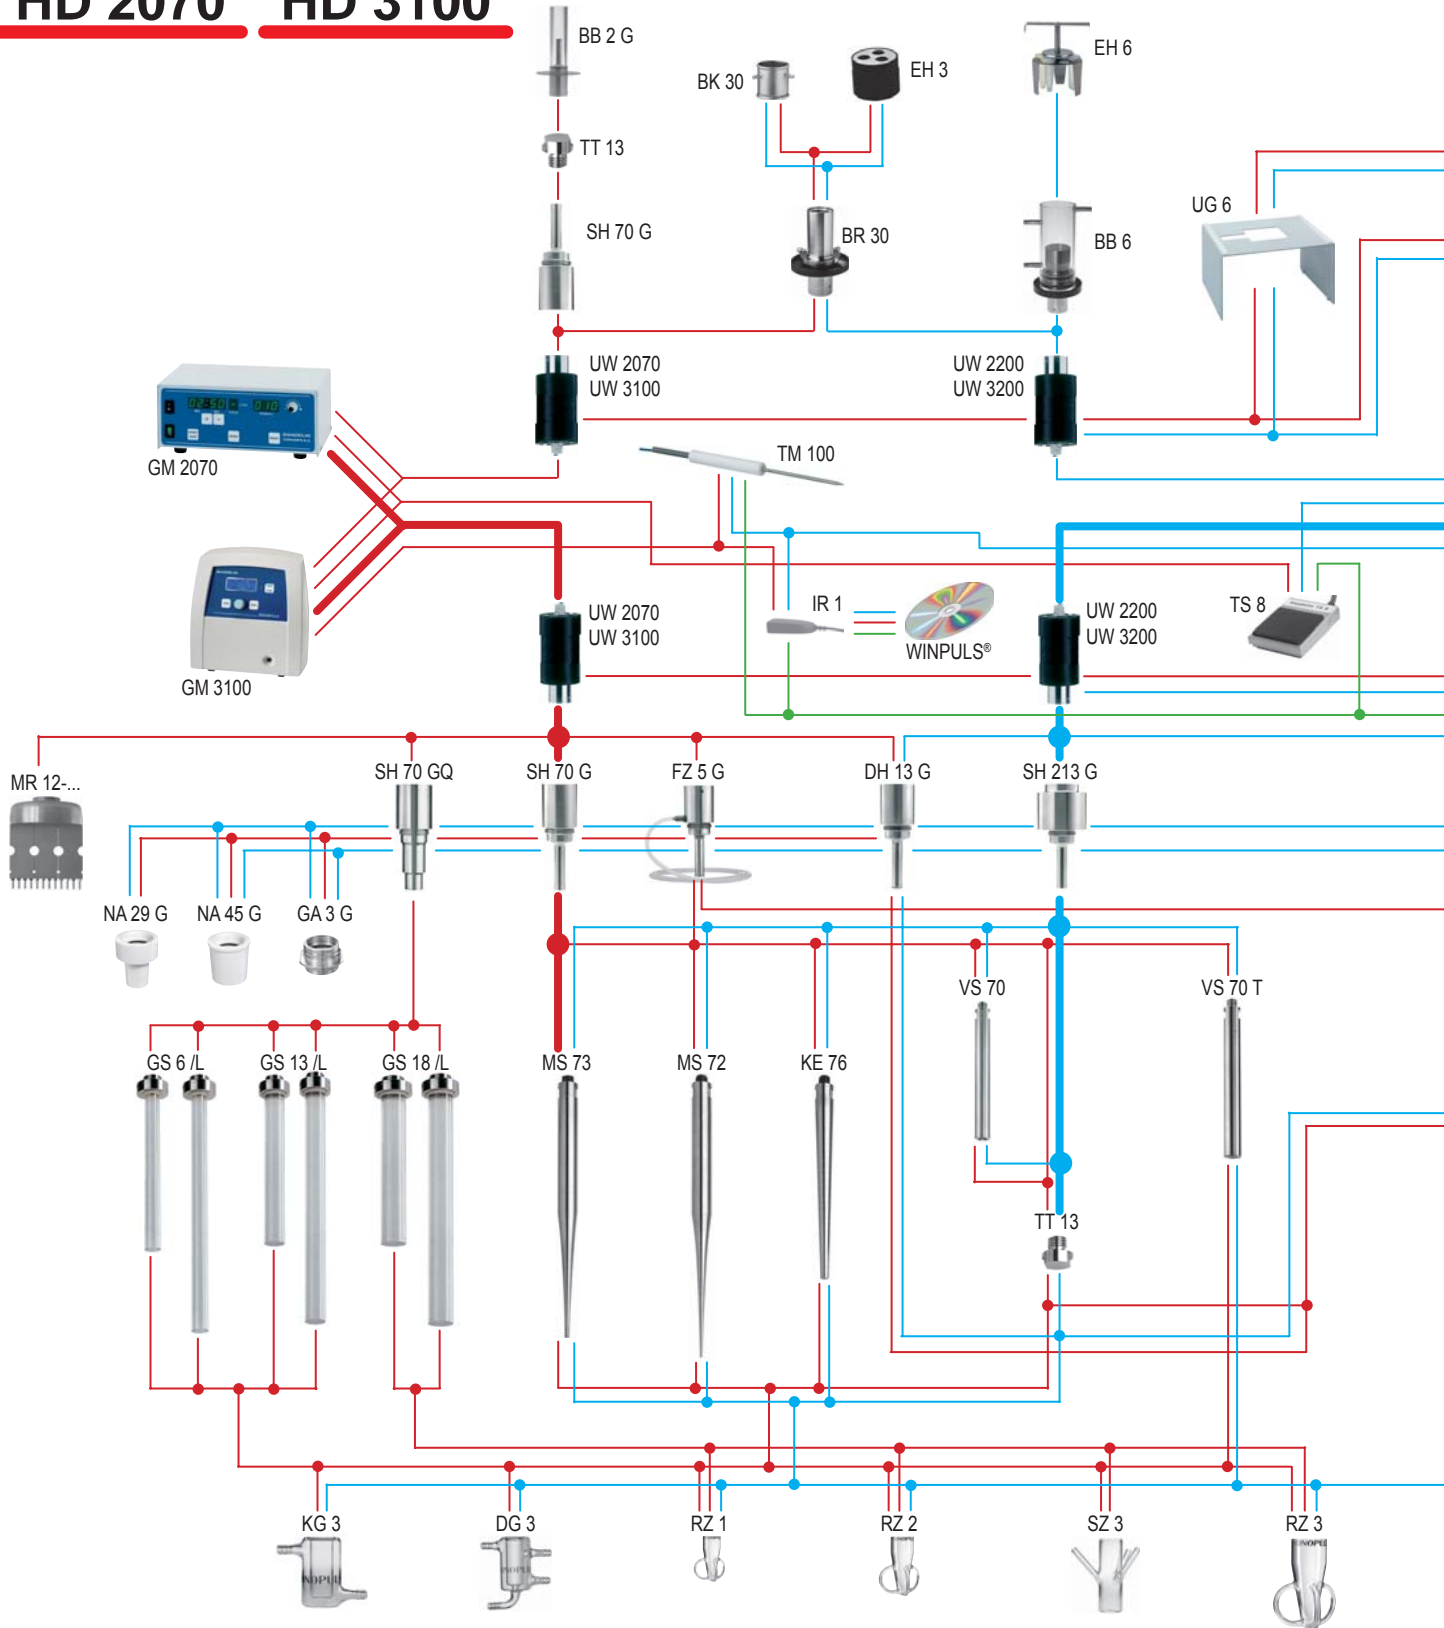 HD 2070 HD 3100
BB 2 G
EH 6
BK 30
EH 3
TT 13
UG 6
SH 70 G
BR 30
BB 6
UW 2070
UW 3100
UW 2200
UW 3200
TM 100
GM 2070
IR 1
TS 8
UW 2070
UW 3100
UW 2200
UW 3200
WINPULS®
GM 3100
MR 12-...
SH 70 GQ
SH 70 G
FZ 5 G
DH 13 G
SH 213 G
NA 29 G
NA 45 G
GA 3 G
VS 70
VS 70 T
GS 6 /L
GS 13 /L
GS 18 /L
MS 73
MS 72
KE 76
TT 13
KG 3
DG 3
RZ 1
RZ 2
SZ 3
RZ 3